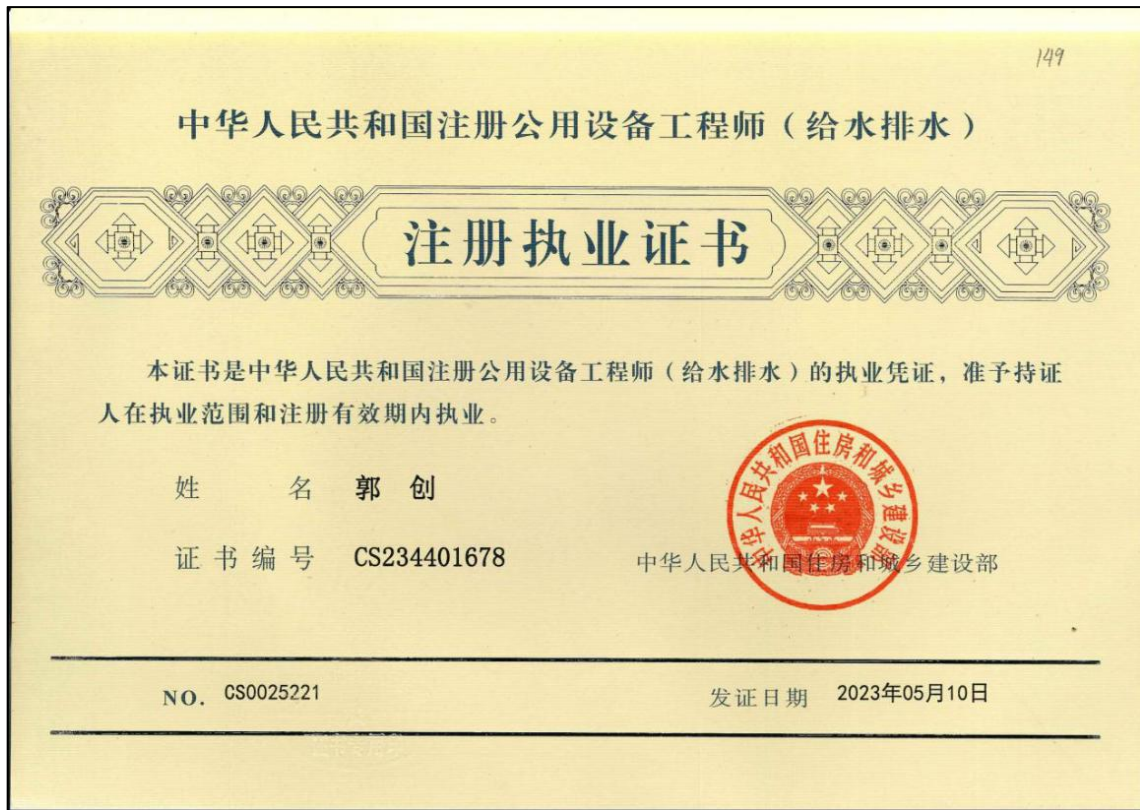 149
中华人民共和国注册公用设备工程师（给水排水）
注册执业证书
本证书是中华人民共和国注册公用设备工程师（给水排水）的执业凭证，准予持证
人在执业范围和注册有效期内执业。
姓 名 郭 创
中华人民共和国住房和城乡建设部
证书编号 CS234401678
中华人民共和国住房和城乡建设部
NO. CS0025221
发证日期 2023年05月10日